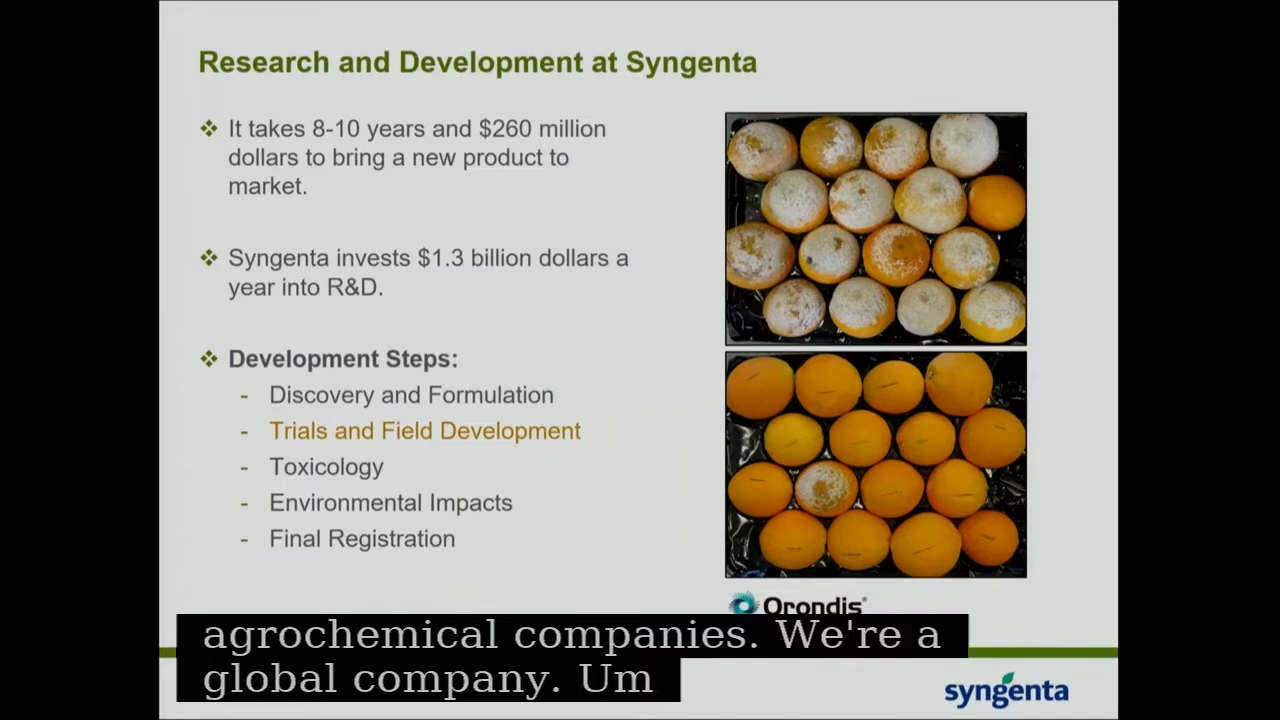 Research and Development at Syngenta
❖ It takes 8-10 years and $260 million
dollars to bring a new product to
market.
❖ Syngenta invests $1.3 billion dollars a
year into R&D.
❖ Development Steps:
- Discovery and Formulation
- Trials and Field Development
- Toxicology
- Environmental Impacts
- Final Registration
Orondis®
agrochemical companies. We're a
global company. Um
syngenta